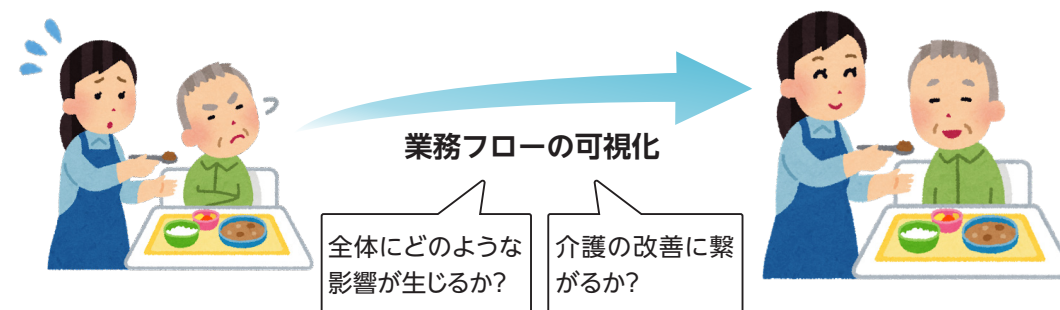 業務フローの可視化
全体にどのような
影響が生じるか?
介護の改善に繋
がるか?